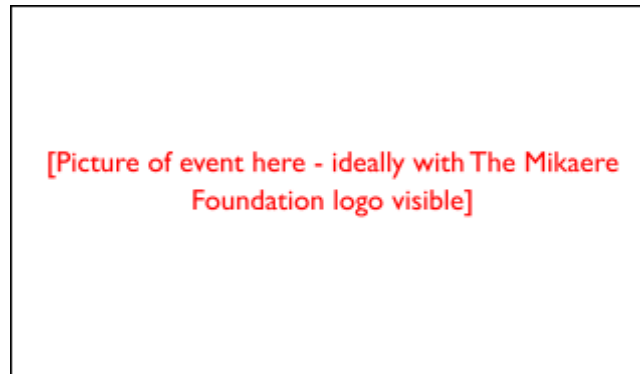 [Picture of event here - ideally with The Mikaere
Foundation logo visible]